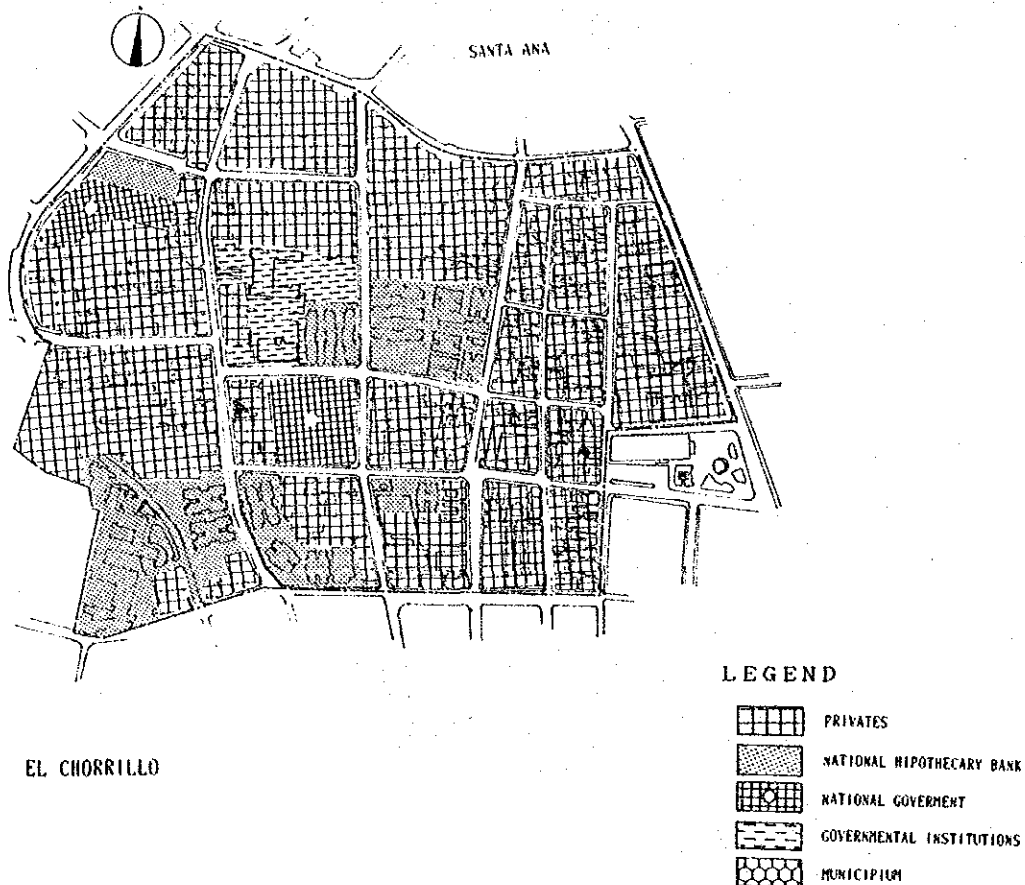 SANTA ANA
EL CHORRILLO
LEGEND
PRIVATES
NATIONAL HIPOTHECARY BANK
NATIONAL GOVERMENT
GOVERNMENTAL INSTITUTIONS
MUNICIPIUM